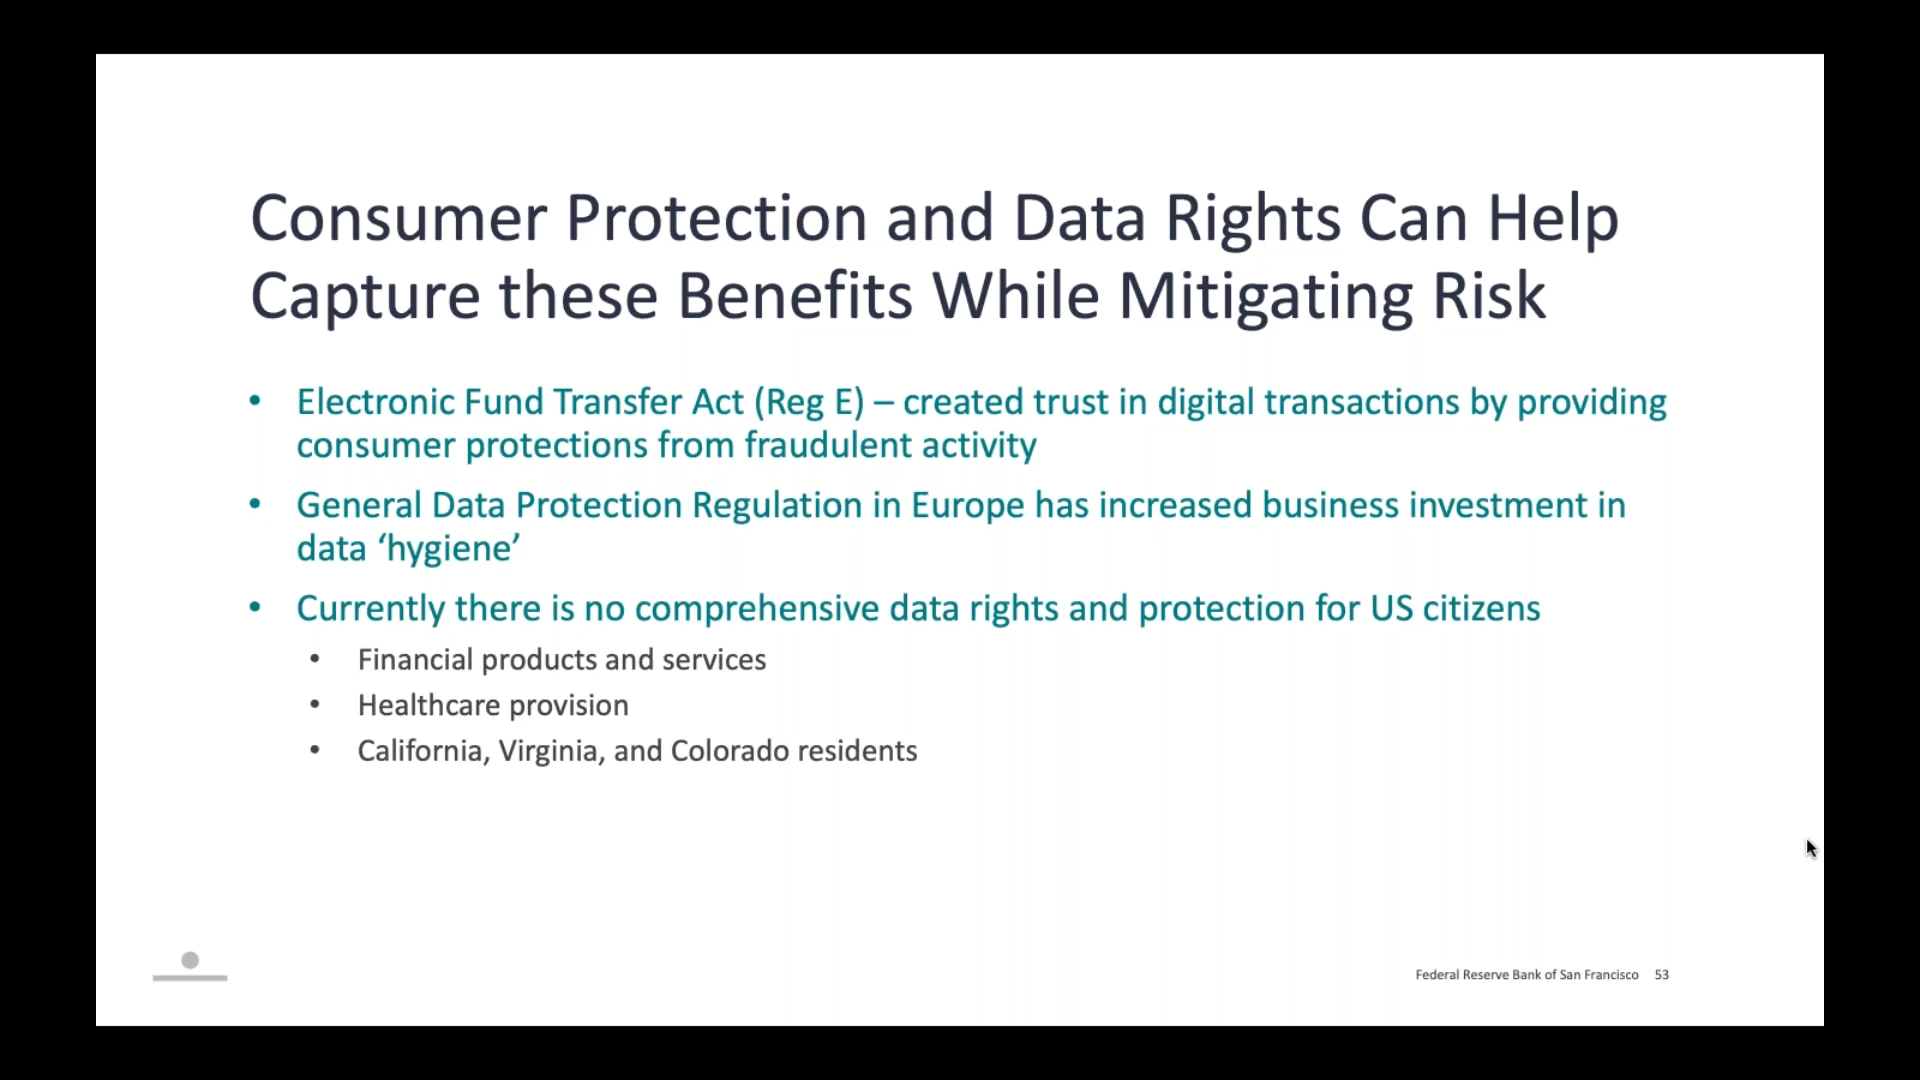 Consumer Protection and Data Rights Can Help
Capture these Benefits While Mitigating Risk
• Electronic Fund Transfer Act (Reg E) – created trust in digital transactions by providing
consumer protections from fraudulent activity
• General Data Protection Regulation in Europe has increased business investment in
data ‘hygiene’
• Currently there is no comprehensive data rights and protection for US citizens
• Financial products and services
• Healthcare provision
• California, Virginia, and Colorado residents
Federal Reserve Bank of San Francisco 53